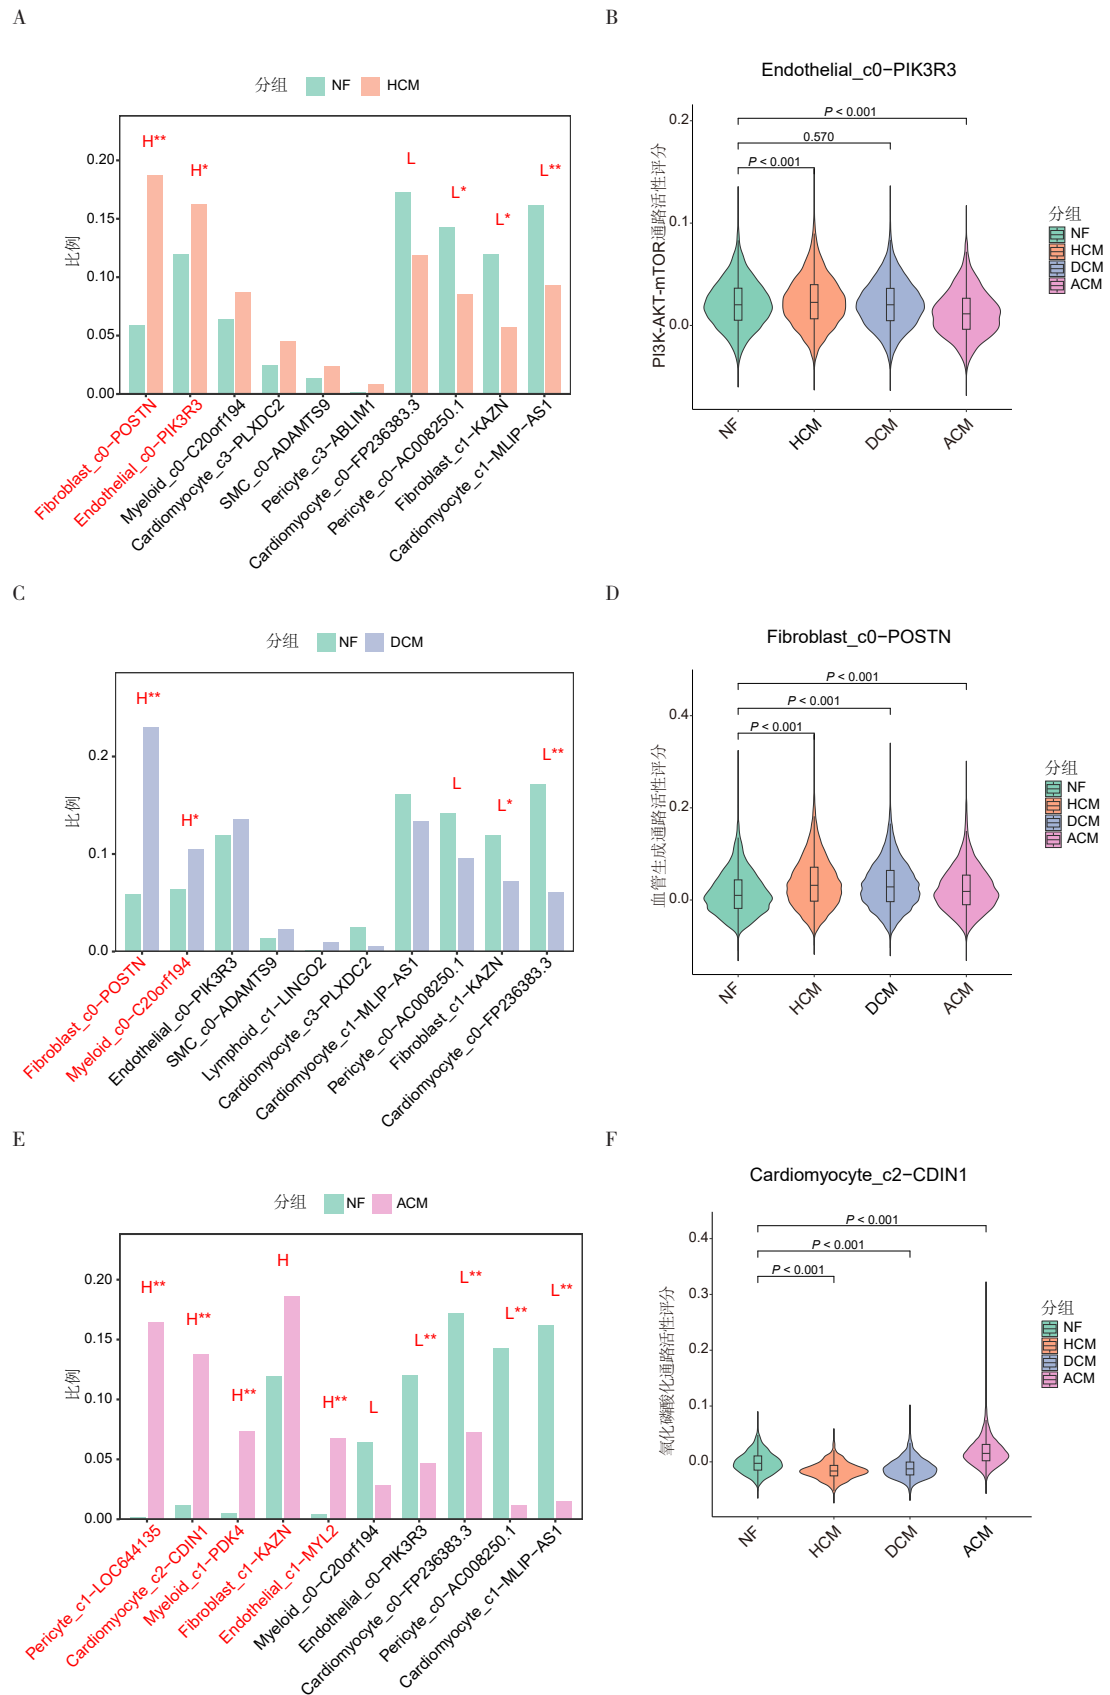 A
分组 NF HCM
H** H* L L* L* L**
0.20
0.15
0.10
0.05
0.00
比例
Fibroblast_c0−POSTN
Endothelial_c0−PIK3R3
Myeloid_c0−C20orf194
Cardiomyocyte_c3−PLXDC2
SMC_c0−ADAMTS9
Pericyte_c3−ABLIM1
Cardiomyocyte_c0−FP236383.3
Pericyte_c0−AC008250.1
Fibroblast_c1−KAZN
Cardiomyocyte_c1−MLIP−AS1
B
Endothelial_c0−PIK3R3
P < 0.001
0.570
P < 0.001
0.2
0.1
0.0
PI3K-AKT-mTOR通路活性评分
NF HCM DCM ACM
分组
NF
HCM
DCM
ACM
C
分组 NF DCM
H** H* L L* L**
0.2
0.1
0.0
比例
Fibroblast_c0−POSTN
Myeloid_c0−C20orf194
Endothelial_c0−PIK3R3
SMC_c0−ADAMTS9
Lymphoid_c1−LINGO2
Cardiomyocyte_c3−PLXDC2
Cardiomyocyte_c1−MLIP−AS1
Pericyte_c0−AC008250.1
Fibroblast_c1−KAZN
Cardiomyocyte_c0−FP236383.3
D
Fibroblast_c0−POSTN
P < 0.001
P < 0.001
P < 0.001
0.4
0.2
0.0
血管生成通路活性评分
NF HCM DCM ACM
分组
NF
HCM
DCM
ACM
E
分组 NF ACM
H** H** H** H H** L L** L** L** L**
0.20
0.15
0.10
0.05
0.00
比例
Pericyte_c1−LOC644135
Cardiomyocyte_c2−CDIN1
Myeloid_c1−PDK4
Fibroblast_c1−KAZN
Endothelial_c1−MYL2
Myeloid_c0−C20orf194
Endothelial_c0−PIKR3
Cardiomyocyte_c0−FP236383.3
Pericyte_c0−AC008250.1
Cardiomyocyte_c1−MLIP−AS1
F
Cardiomyocyte_c2−CDIN1
P < 0.001
P < 0.001
P < 0.001
0.4
0.3
0.2
0.1
0.0
氧化磷酸化通路活性评分
NF HCM DCM ACM
分组
NF
HCM
DCM
ACM